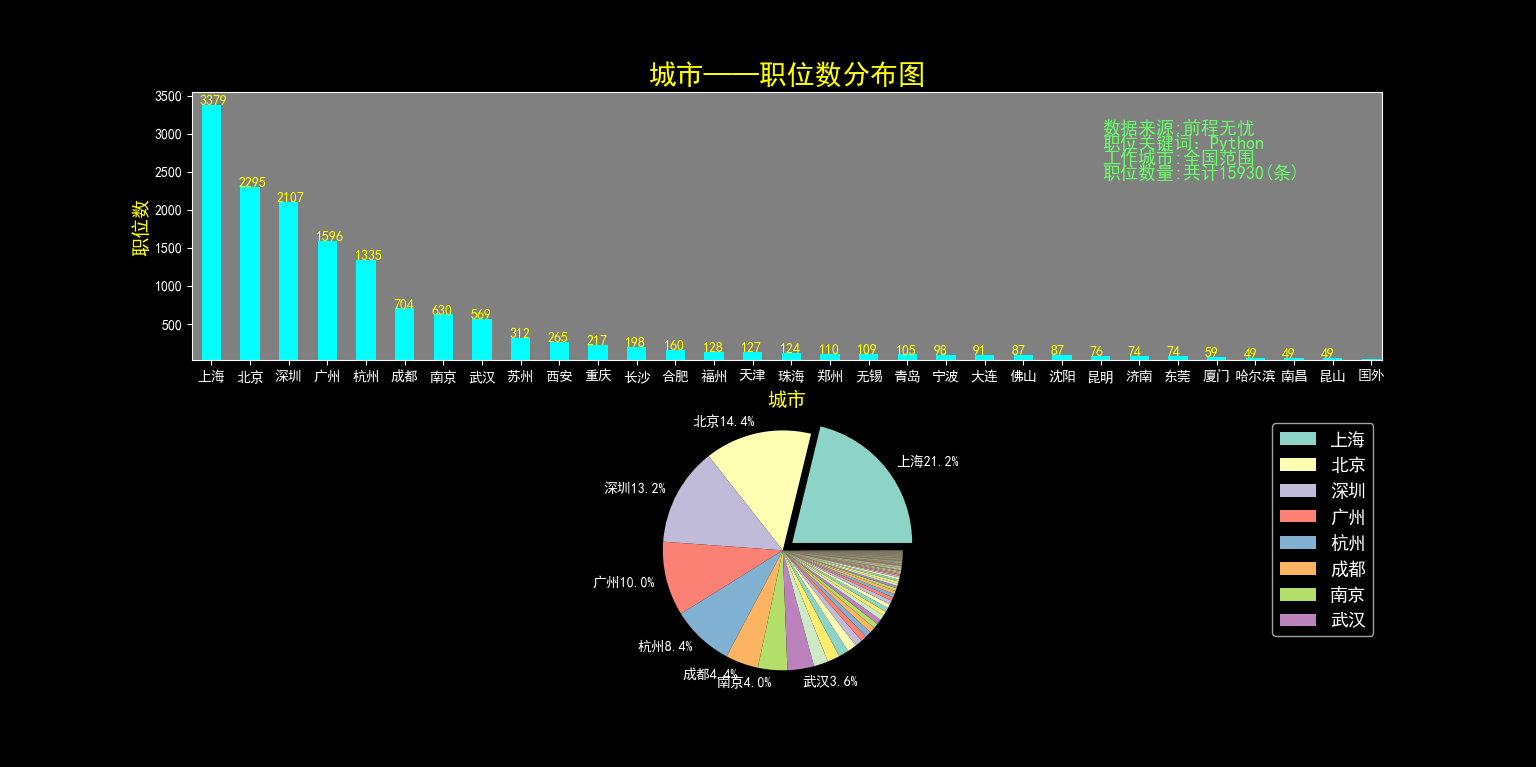 城市——职位数分布图
3500
3000
2500
2000
1500
1000
500
职位数
数据来源:前程无忧
职位关键词: Python
工作城市:全国范围
职位数量:共计15930(条)
3379 2295 2107 1596 1335 704 630 569 312 265 217 198 160 128 127 124 110 109 105 98 91 87 87 76 74 74 59 49 49 49
上海 北京 深圳 广州 杭州 成都 南京 武汉 苏州 西安 重庆 长沙 合肥 福州 天津 珠海 郑州 无锡 青岛 宁波 大连 佛山 沈阳 昆明 济南 东莞 厦门 哈尔滨 南昌 昆山 国外
城市
北京14.4%
上海21.2%
深圳13.2%
广州10.0%
杭州8.4%
成都4.4%
南京4.0%
武汉3.6%
上海
北京
深圳
广州
杭州
成都
南京
武汉